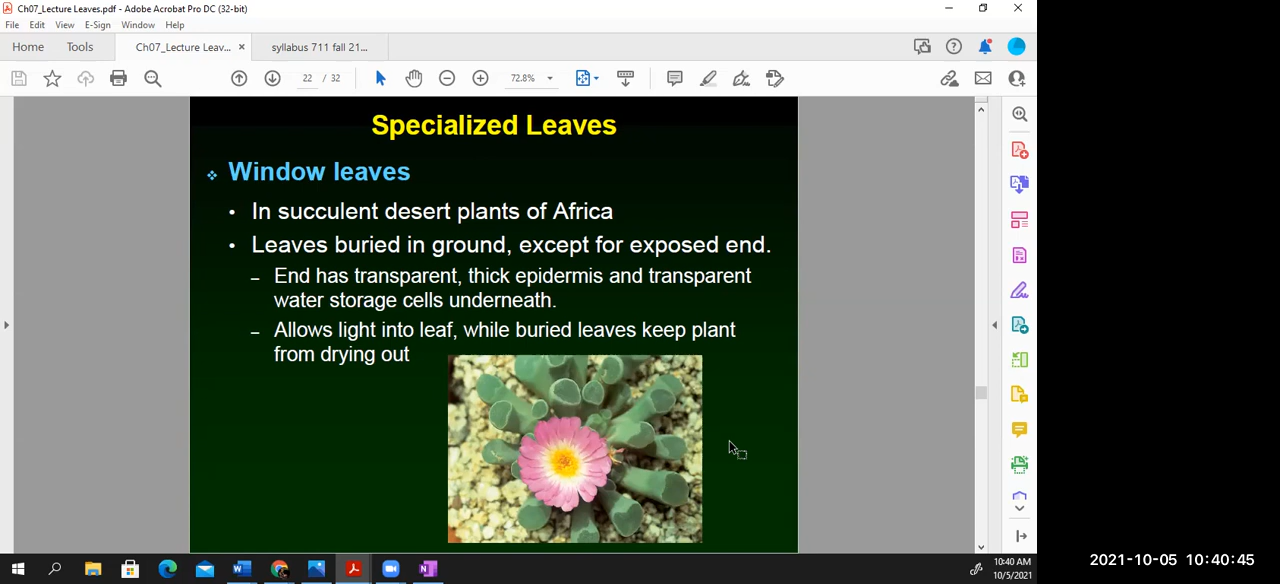 Ch07_Lecture Leaves.pdf - Adobe Acrobat Pro DC (32-bit)
File Edit View E-Sign Window Help
Home Tools Ch07_Lecture Leav... × syllabus 711 fall 21...
22 / 32 72.8%
Specialized Leaves
❖ Window leaves
• In succulent desert plants of Africa
• Leaves buried in ground, except for exposed end.
– End has transparent, thick epidermis and transparent
water storage cells underneath.
– Allows light into leaf, while buried leaves keep plant
from drying out
10:40 AM
10/5/2021
2021-10-05 10:40:45